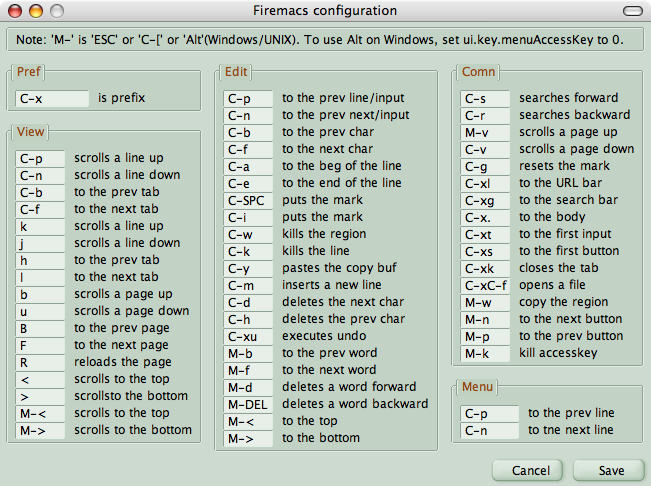 Firemacs configuration
Note: 'M-' is 'ESC' or 'C-[' or 'Alt'(Windows/UNIX). To use Alt on Windows, set ui.key.menuAccessKey to 0.
Pref
C-x is prefix
View
C-p scrolls a line up
C-n scrolls a line down
C-b to the prev tab
C-f to the next tab
k scrolls a line up
j scrolls a line down
h to the prev tab
l to the next tab
b scrolls a page up
u scrolls a page down
B to the prev page
F to the next page
R reloads the page
< scrolls to the top
> scrollsto the bottom
M-< scrolls to the top
M-> scrolls to the bottom
Edit
C-p to the prev line/input
C-n to the prev next/input
C-b to the prev char
C-f to the next char
C-a to the beg of the line
C-e to the end of the line
C-SPC puts the mark
C-i puts the mark
C-w kills the region
C-k kills the line
C-y pastes the copy buf
C-m inserts a new line
C-d deletes the next char
C-h deletes the prev char
C-xu executes undo
M-b to the prev word
M-f to the next word
M-d deletes a word forward
M-DEL deletes a word backward
M-< to the top
M-> to the bottom
Comn
C-s searches forward
C-r searches backward
M-v scrolls a page up
C-v scrolls a page down
C-g resets the mark
C-xl to the URL bar
C-xg to the search bar
C-x. to the body
C-xt to the first input
C-xs to the first button
C-xk closes the tab
C-xC-f opens a file
M-w copy the region
M-n to the next button
M-p to the prev button
M-k kill accesskey
Menu
C-p to the prev line
C-n to tne next line
Cancel
Save